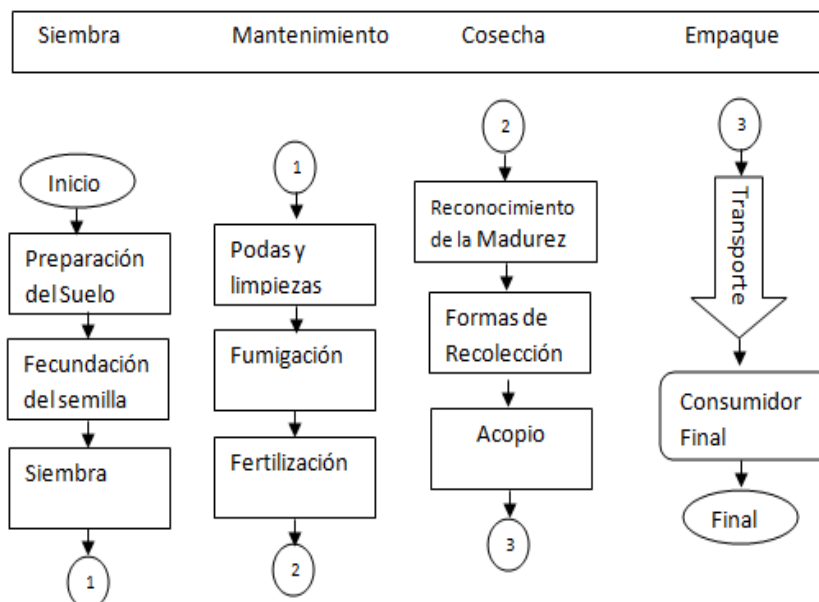 Siembra Mantenimiento Cosecha Empaque
Inicio
Preparación
del Suelo
Fecundación
del semilla
Siembra
1
1
Podas y
limpiezas
Fumigación
Fertilización
2
2
Reconocimiento
de la Madurez
Formas de
Recolección
Acopio
3
3
Transporte
Consumidor
Final
Final